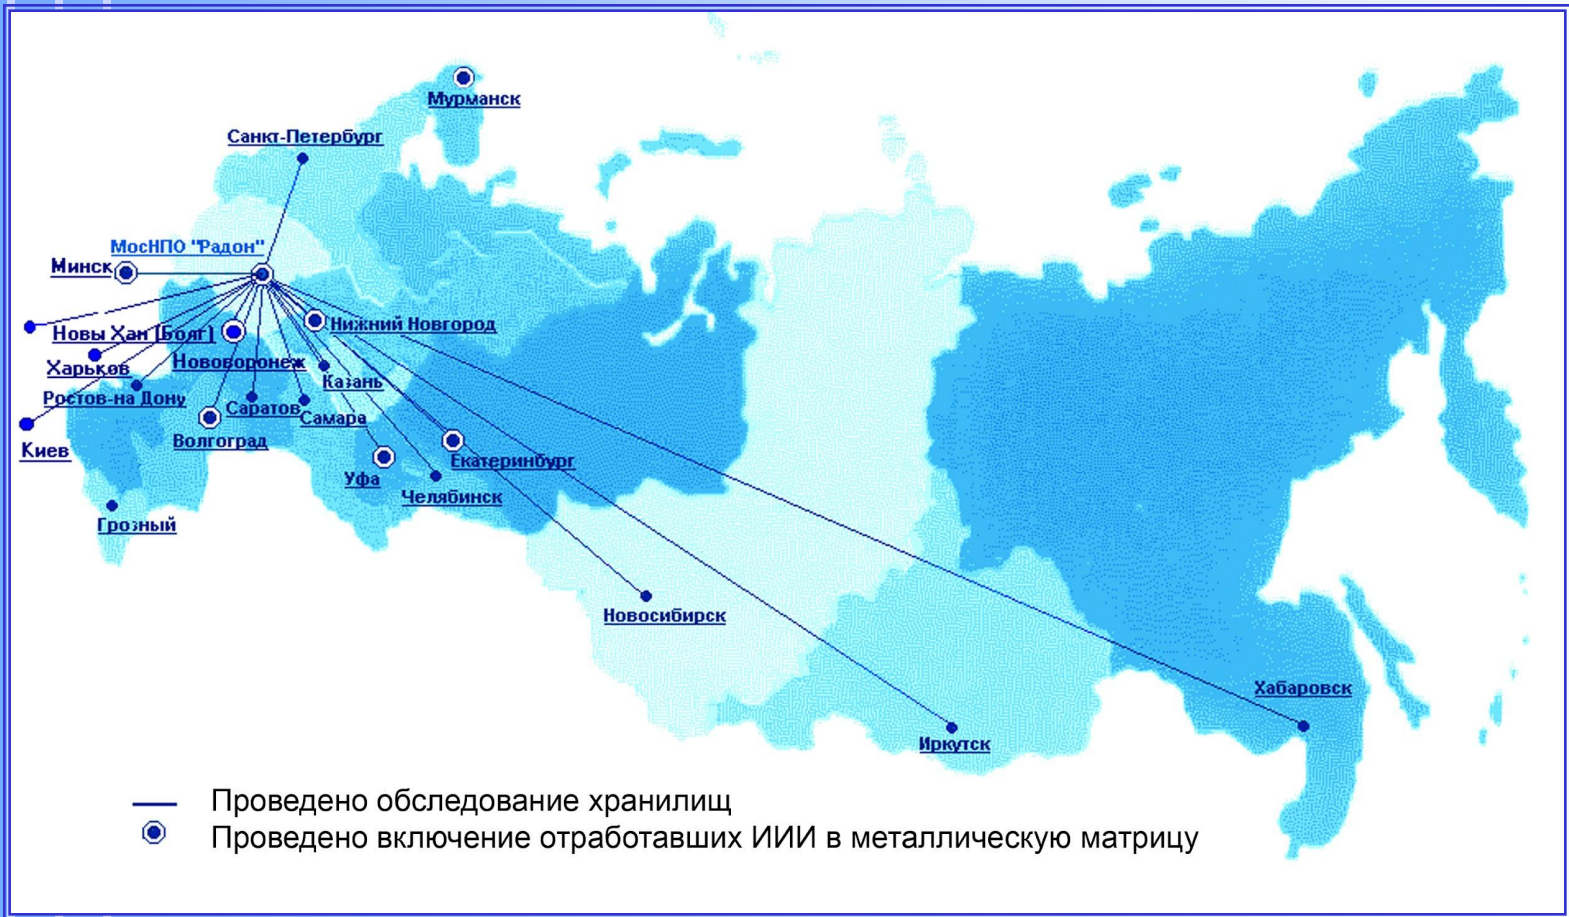 Мурманск
Санкт-Петербург
МосНПО "Радон"
Минск
Нижний Новгород
Новы Хан (Болг)
Нововоронеж
Харьков
Казань
Ростов-на Дону
Саратов
Самара
Волгоград
Киев
Екатеринбург
Уфа
Челябинск
Грозный
Новосибирск
Хабаровск
Иркутск
Проведено обследование хранилищ
Проведено включение отработавших ИИИ в металлическую матрицу